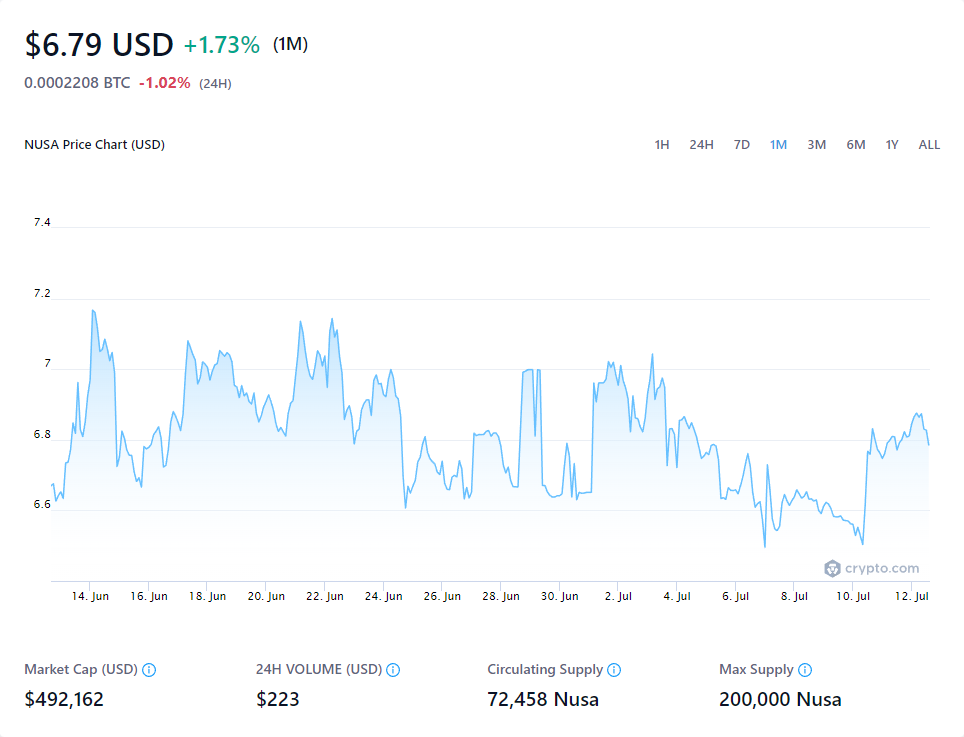 $6.79 USD +1.73% (1M)
0.0002208 BTC -1.02% (24H)
NUSA Price Chart (USD) 1H 24H 7D 1M 3M 6M 1Y ALL
7.4
7.2
7
6.8
6.6
crypto.com
14. Jun 16. Jun 18. Jun 20. Jun 22. Jun 24. Jun 26. Jun 28. Jun 30. Jun 2. Jul 4. Jul 6. Jul 8. Jul 10. Jul 12. Jul
Market Cap (USD) 24H VOLUME (USD) Circulating Supply Max Supply
$492,162 $223 72,458 Nusa 200,000 Nusa